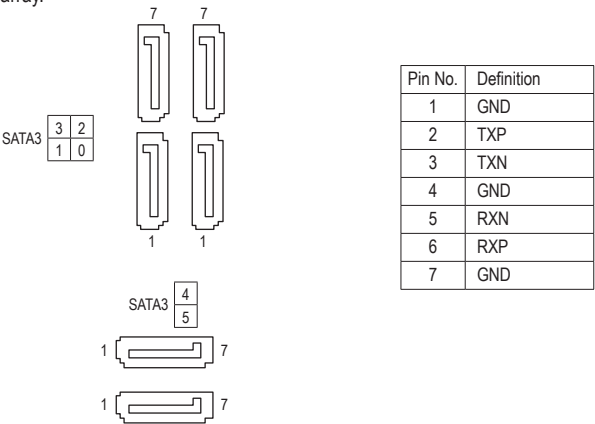 array.
7 7
SATA3 3 2
1 0
1 1
SATA3 4
5
1 7
1 7
Pin No. Definition
1 GND
2 TXP
3 TXN
4 GND
5 RXN
6 RXP
7 GND